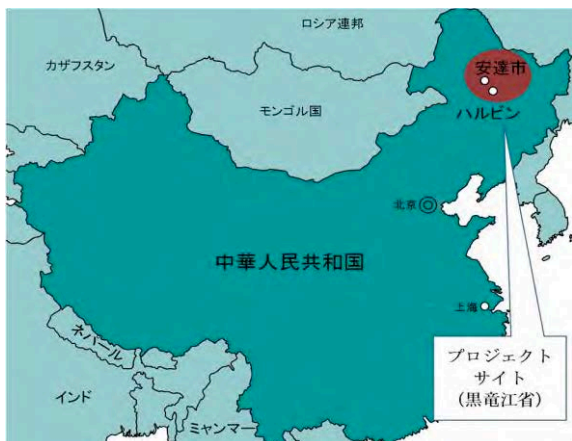 ロシア連邦
カザフスタン
モンゴル国
安達市
ハルビン
北京
中華人民共和国
上海
ネパール
インド
ミャンマー
プロジェクト
サイト
(黒竜江省)